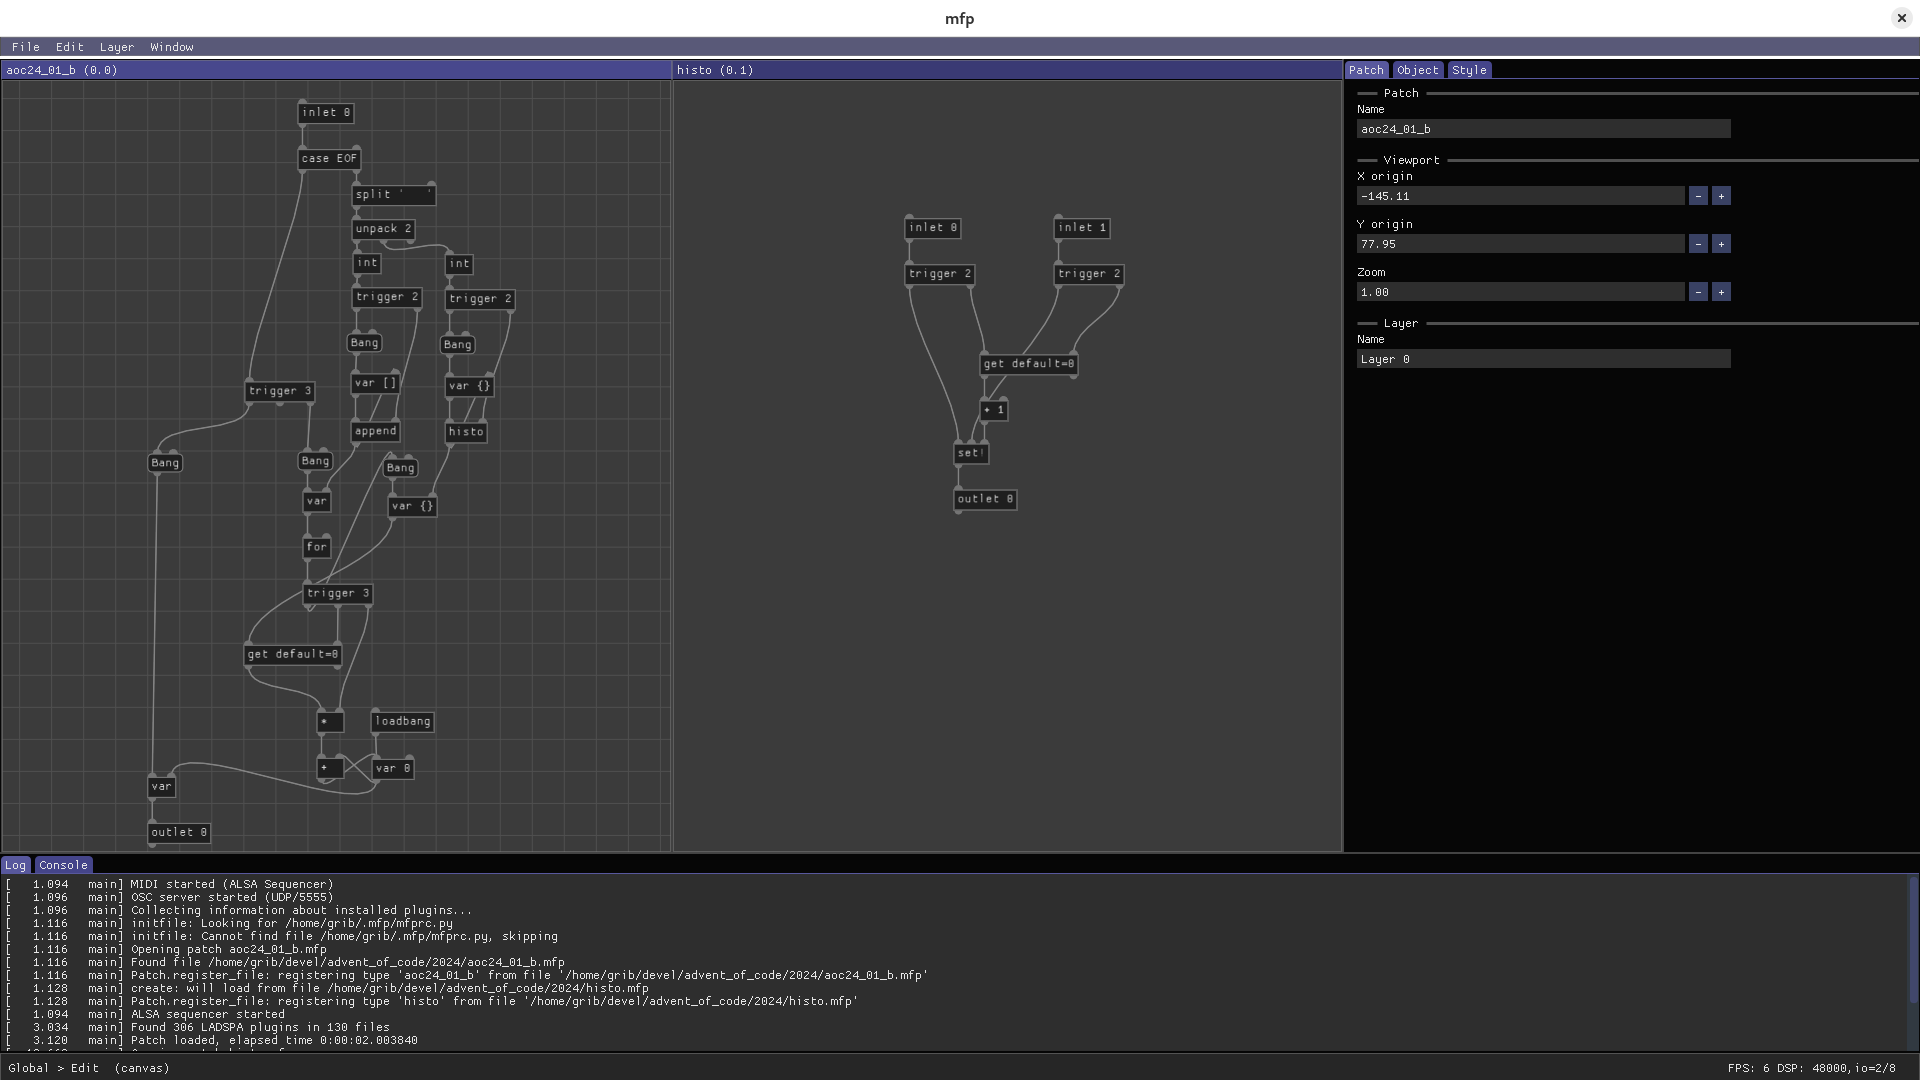 mfp
File Edit Layer Window
aoc24_01_b (0.0)
inlet 0
case EOF
split '   '
unpack 2
int
int
trigger 2
trigger 2
Bang
Bang
var []
var {}
trigger 3
append
histo
Bang
Bang
Bang
var
var {}
for
trigger 3
get default=0
*
loadbang
+
var 0
var
outlet 0
histo (0.1)
inlet 0
inlet 1
trigger 2
trigger 2
get default=0
+ 1
set!
outlet 0
Patch Object Style
Patch
Name
aoc24_01_b
Viewport
X origin
-145.11
- +
Y origin
77.95
- +
Zoom
1.00
- +
Layer
Name
Layer 0
Log Console
[   1.094   main] MIDI started (ALSA Sequencer)
[   1.096   main] OSC server started (UDP/5555)
[   1.096   main] Collecting information about installed plugins...
[   1.116   main] initfile: Looking for /home/grib/.mfp/mfprc.py
[   1.116   main] initfile: Cannot find file /home/grib/.mfp/mfprc.py, skipping
[   1.116   main] Opening patch aoc24_01_b.mfp
[   1.116   main] Found file /home/grib/devel/advent_of_code/2024/aoc24_01_b.mfp
[   1.116   main] Patch.register_file: registering type 'aoc24_01_b' from file '/home/grib/devel/advent_of_code/2024/aoc24_01_b.mfp'
[   1.128   main] create: will load from file /home/grib/devel/advent_of_code/2024/histo.mfp
[   1.128   main] Patch.register_file: registering type 'histo' from file '/home/grib/devel/advent_of_code/2024/histo.mfp'
[   1.094   main] ALSA sequencer started
[   3.034   main] Found 306 LADSPA plugins in 130 files
[   3.120   main] Patch loaded, elapsed time 0:00:02.003840
Global > Edit  (canvas)
FPS: 6 DSP: 48000,io=2/8